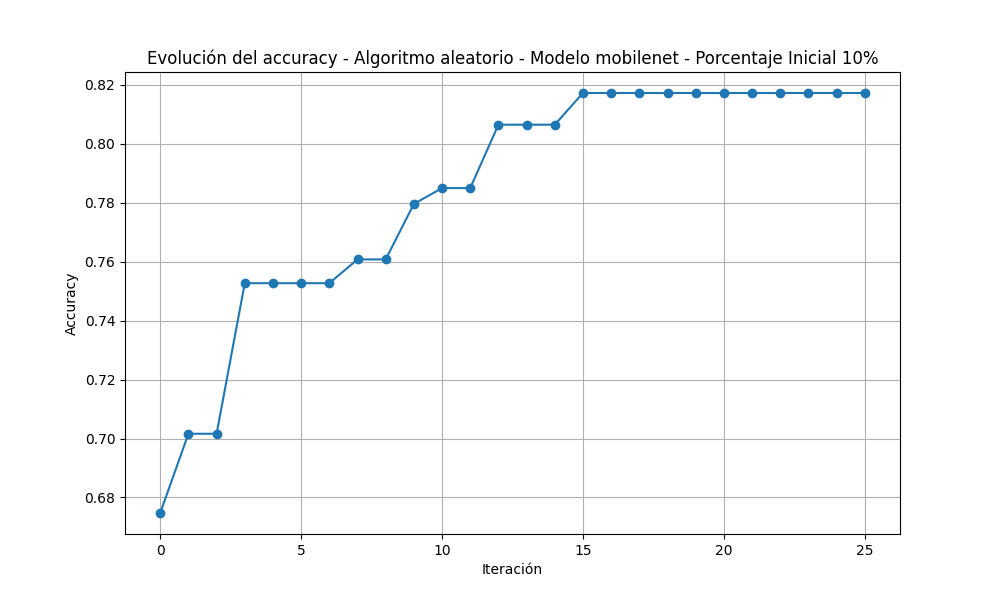 Evolución del accuracy - Algoritmo aleatorio - Modelo mobilenet - Porcentaje Inicial 10%
Accuracy
0.82
0.80
0.78
0.76
0.74
0.72
0.70
0.68
0 5 10 15 20 25
Iteración